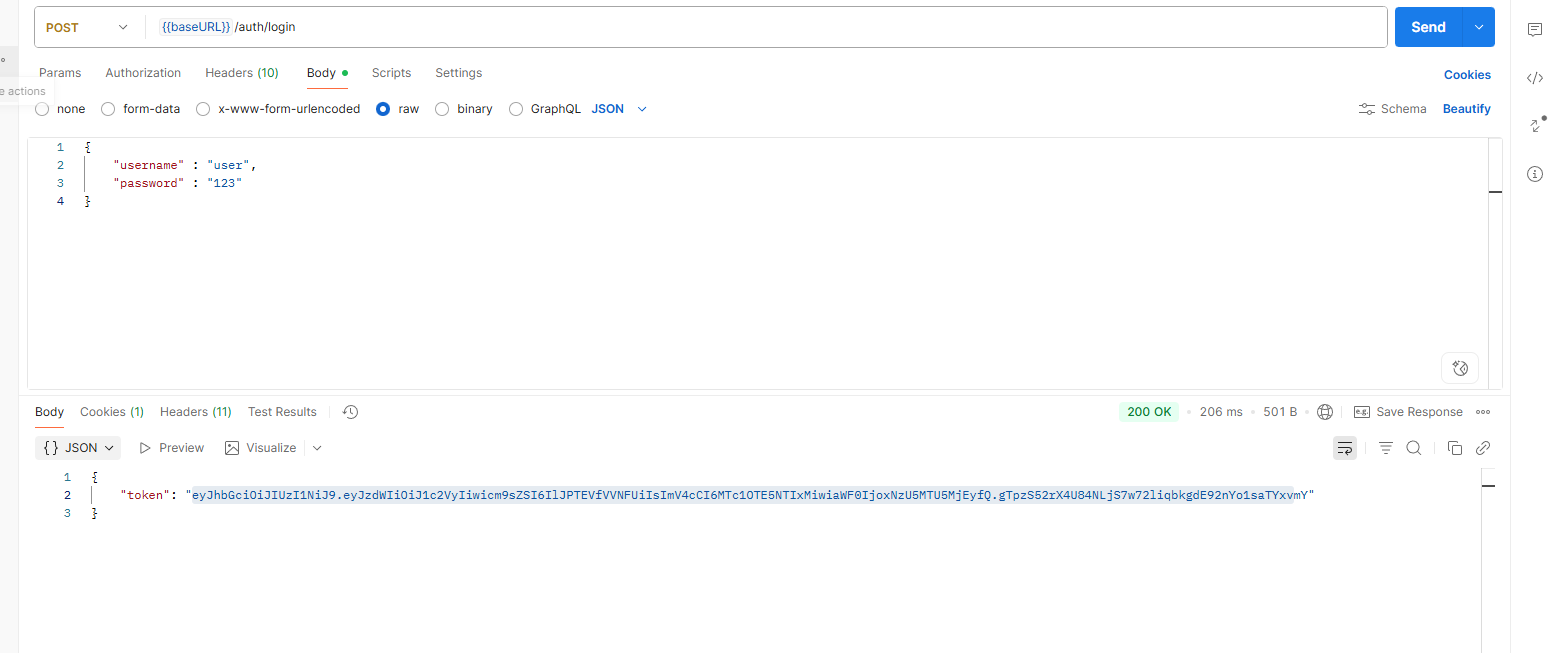 POST {{baseURL}} /auth/login Send
Params Authorization Headers (10) Body Scripts Settings Cookies
e actions
none form-data x-www-form-urlencoded raw binary GraphQL JSON Schema Beautify
1 {
2 "username" : "user",
3 "password" : "123"
4 }
Body Cookies (1) Headers (11) Test Results 200 OK • 206 ms • 501 B • e.g. Save Response
{} JSON Preview Visualize
1 {
2 "token": "eyJhbGciOiJIUzI1NiJ9.eyJzdWIiOiJ1c2VyIiwicm9sZSI6IlJPTEVfVVNFUiIsImV4cCI6MTc1OTE5NTIxMiwiaWF0IjoxNzU5MTU5MjEyfQ.gTpzS52rX4U84NLjS7w72liqbkgdE92nYo1saTYxvmY"
3 }